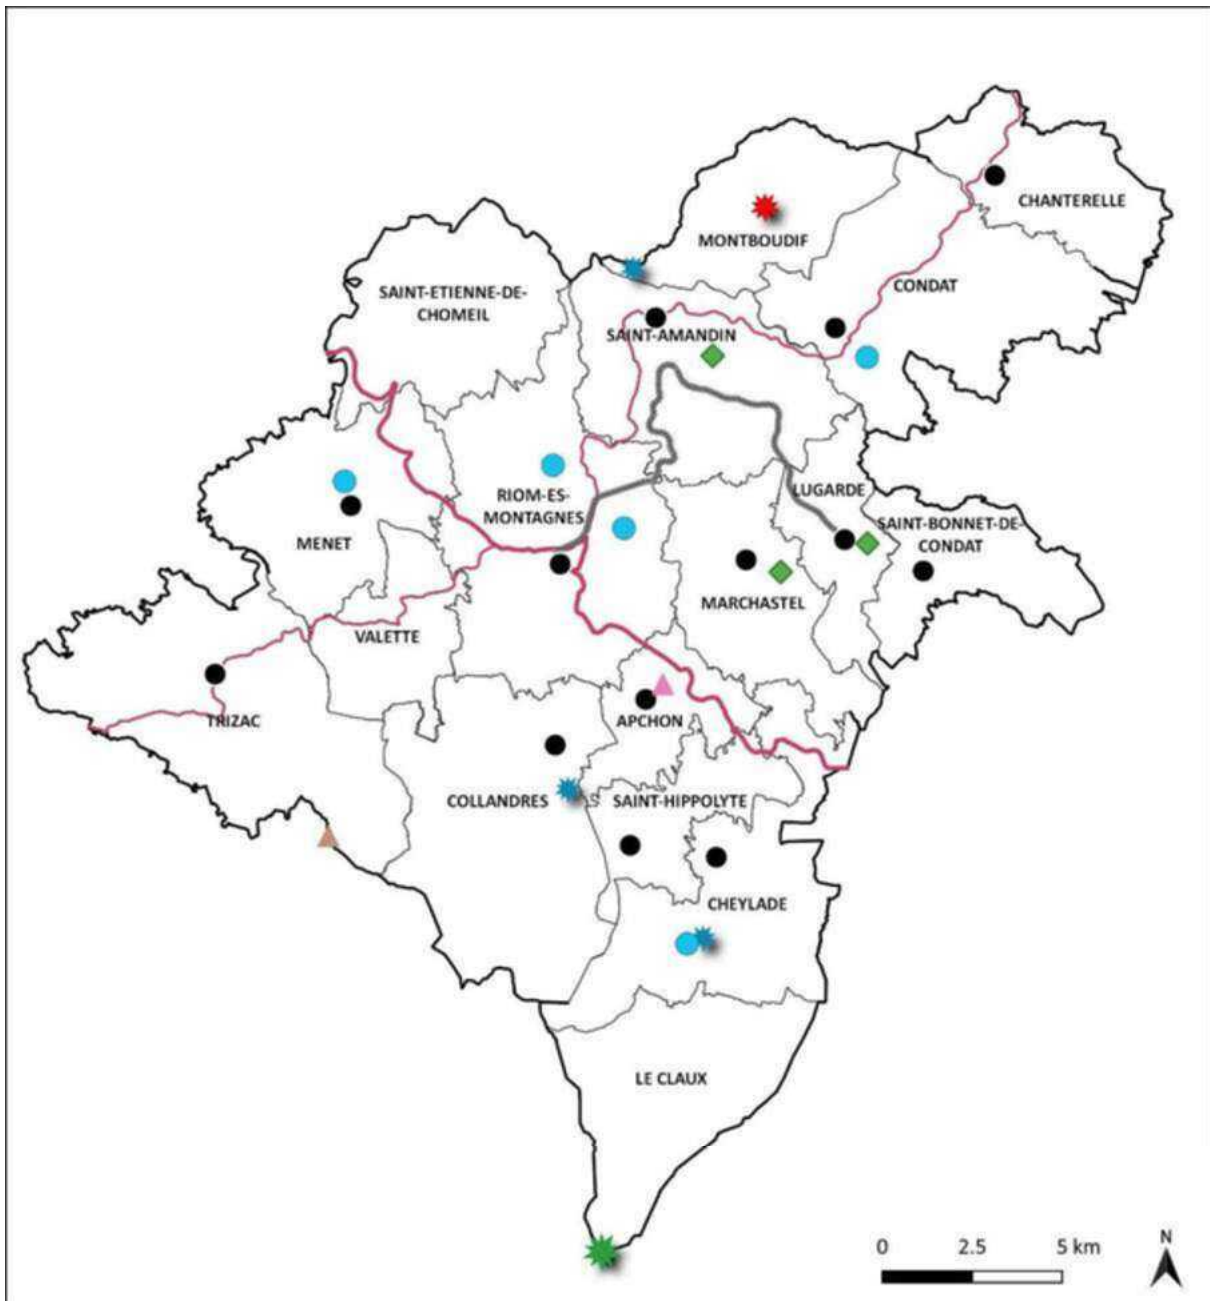 CHANTERELLE
MONTBOUDIF
CONDAT
SAINT-ETIENNE-DE-
CHOMEIL
SAINT-AMANDIN
LUGARDE
RIOM-ES-
MONTAGNES
SAINT-BONNET-DE-
CONDAT
MENET
MARCHASTEL
VALETTE
TRIZAC
APCHON
COLLANDRES
SAINT-HIPPOLYTE
CHEYLADE
LE CLAUX
N
0 2.5 5 km